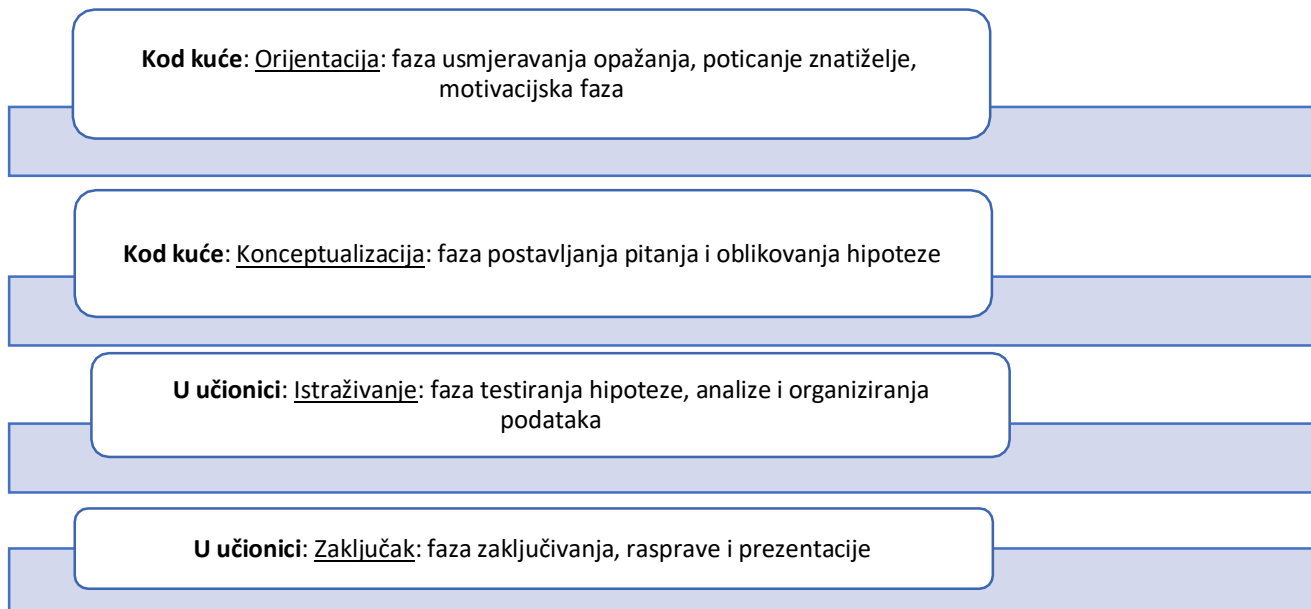 Kod kuće: Orijentacija: faza usmjeravanja opažanja, poticanje znatiželje,
motivacijska faza
Kod kuće: Konceptualizacija: faza postavljanja pitanja i oblikovanja hipoteze
U učionici: Istraživanje: faza testiranja hipoteze, analize i organiziranja
podataka
U učionici: Zaključak: faza zaključivanja, rasprave i prezentacije